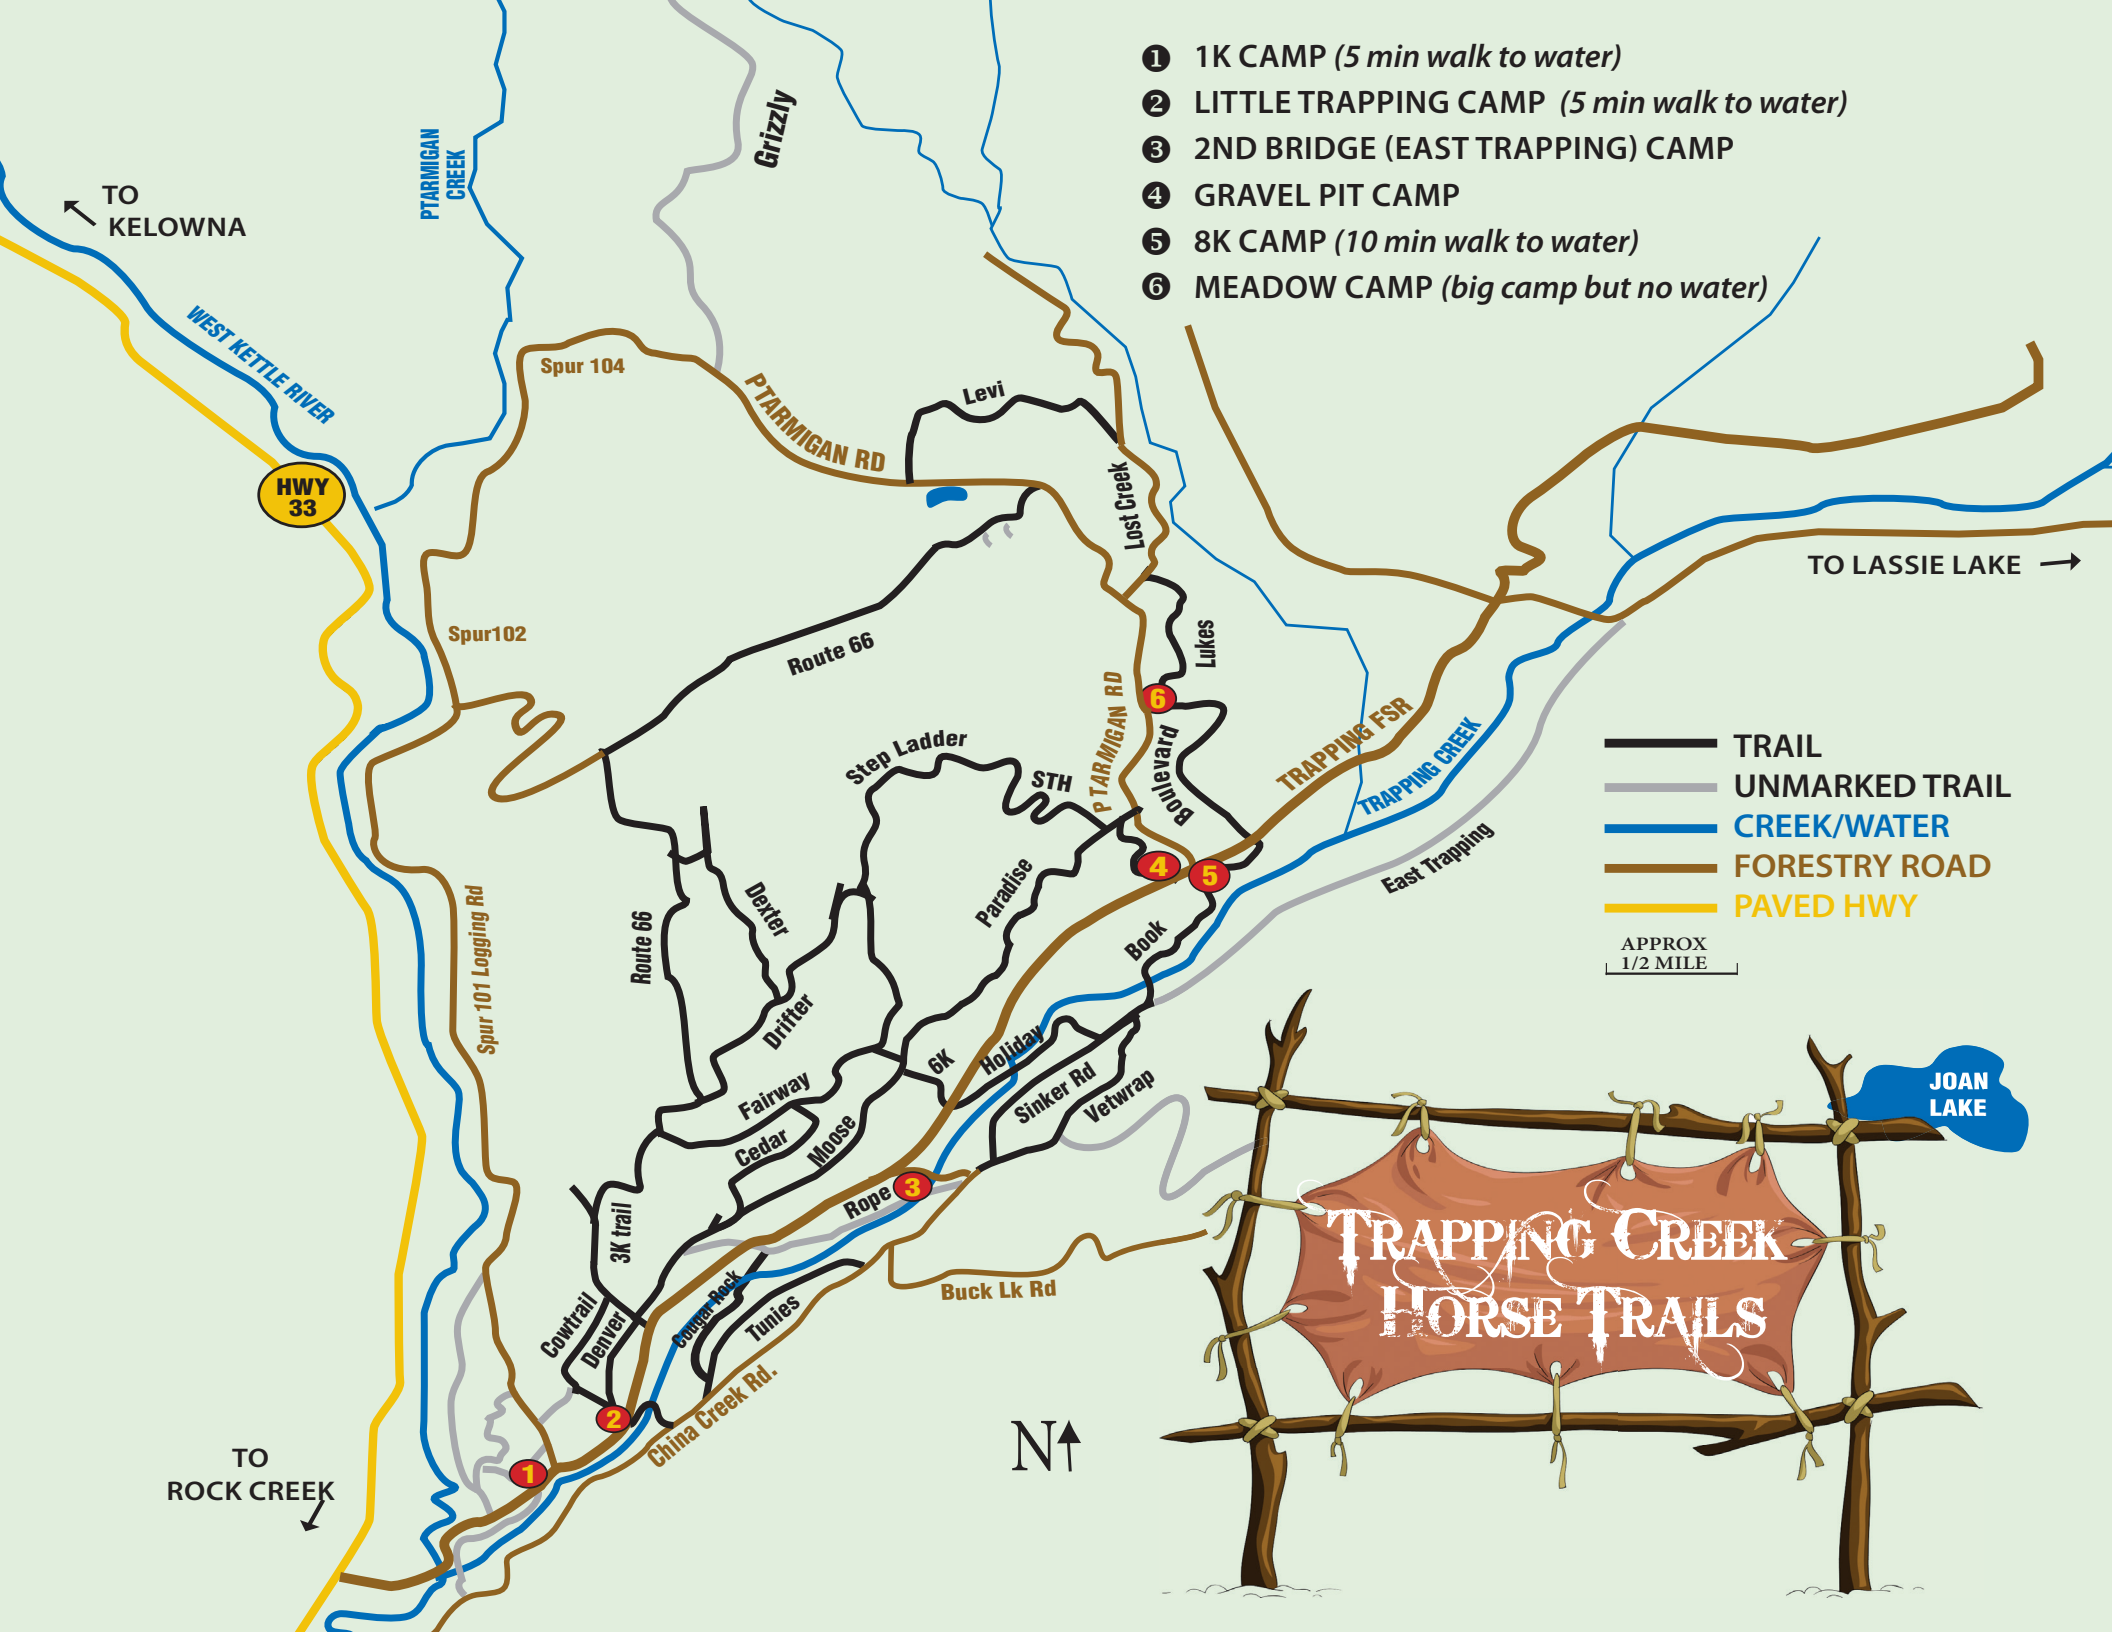 ❶ 1K CAMP (5 min walk to water)
❷ LITTLE TRAPPING CAMP (5 min walk to water)
❸ 2ND BRIDGE (EAST TRAPPING) CAMP
❹ GRAVEL PIT CAMP
❺ 8K CAMP (10 min walk to water)
❻ MEADOW CAMP (big camp but no water)
Grizzly
PTARMIGAN
CREEK
TO
KELOWNA
WEST KETTLE RIVER
Spur 104
PTARMIGAN RD
Levi
HWY
33
Lost Creek
TO LASSIE LAKE
Spur102
Route 66
Lukes
6
PTARMIGAN RD
Boulevard
TRAPPING FSR
TRAPPING CREEK
Step Ladder
STH
TRAIL
UNMARKED TRAIL
CREEK/WATER
FORESTRY ROAD
PAVED HWY
APPROX
1/2 MILE
4
5
East Trapping
Paradise
Dexter
Route 66
Spur 101 Logging Rd
Book
Drifter
6K
Holiday
Fairway
Sinker Rd
Vetwrap
Cedar
Moose
JOAN
LAKE
Rope
3
3K trail
Buck Lk Rd
Cougar Rock
Tunies
Cowtrail
Denver
China Creek Rd.
2
1
TRAPPING CREEK
HORSE TRAILS
N
TO
ROCK CREEK